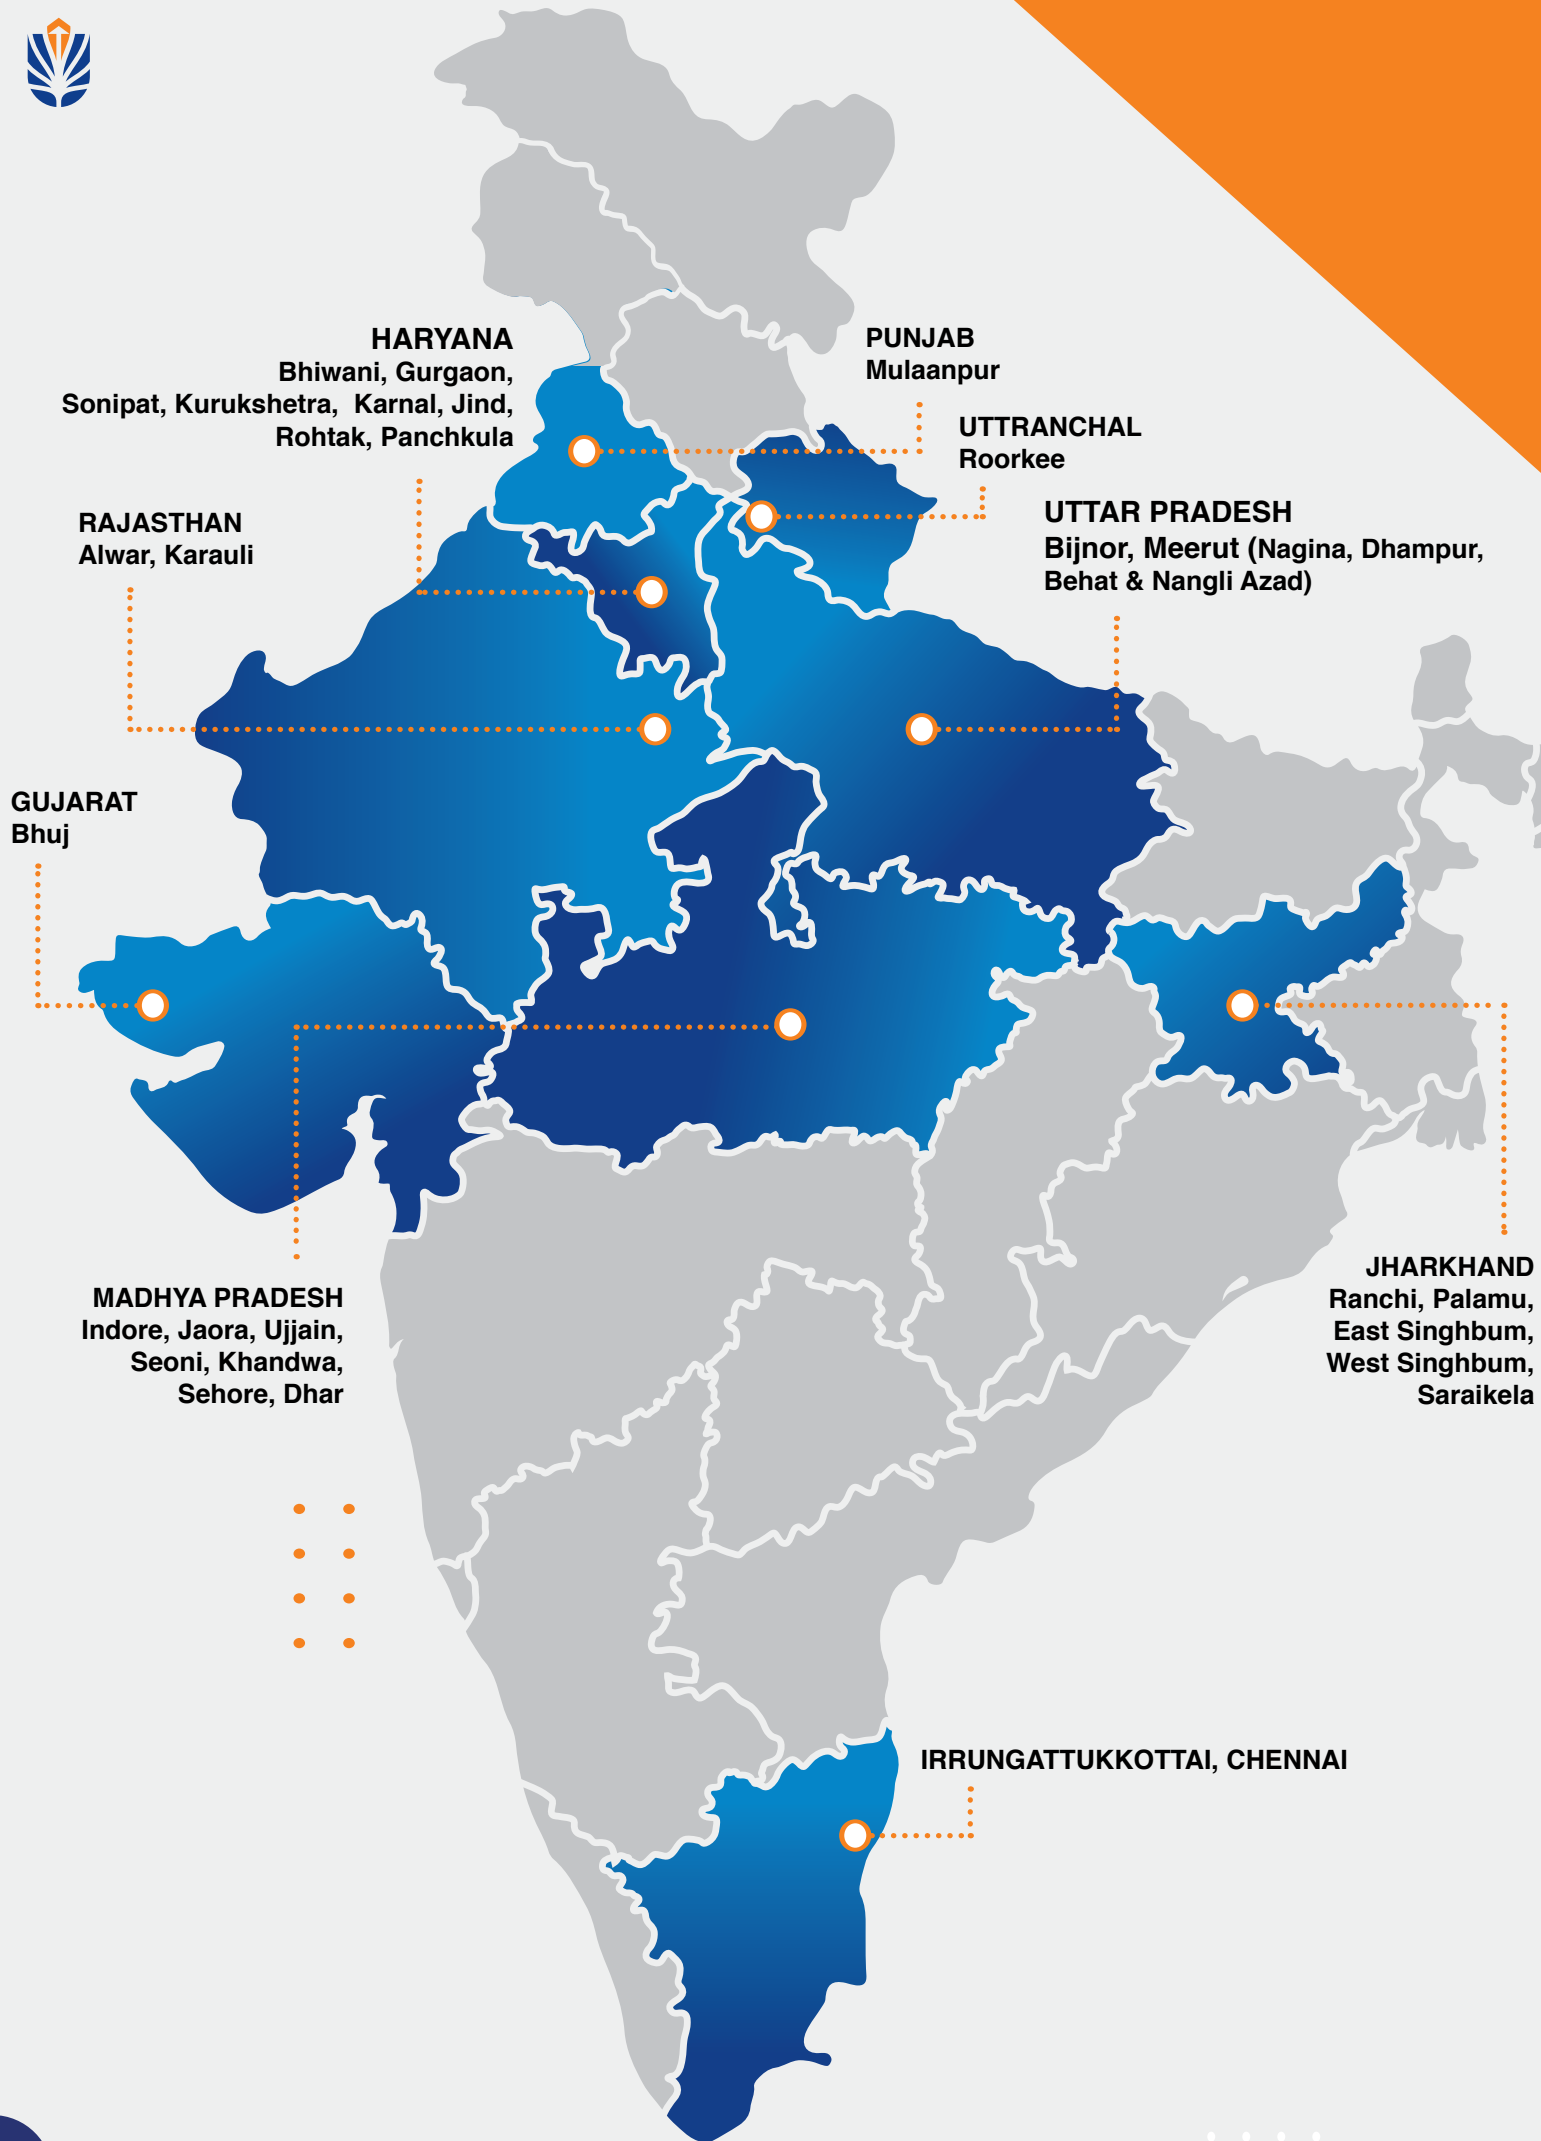 HARYANA
Bhiwani, Gurgaon,
Sonipat, Kurukshetra, Karnal, Jind,
Rohtak, Panchkula
PUNJAB
Mulaanpur
UTTRANCHAL
Roorkee
UTTAR PRADESH
Bijnor, Meerut (Nagina, Dhampur,
Behat & Nangli Azad)
RAJASTHAN
Alwar, Karauli
GUJARAT
Bhuj
MADHYA PRADESH
Indore, Jaora, Ujjain,
Seoni, Khandwa,
Sehore, Dhar
JHARKHAND
Ranchi, Palamu,
East Singhbum,
West Singhbum,
Saraikela
IRRUNGATTUKKOTTAI, CHENNAI